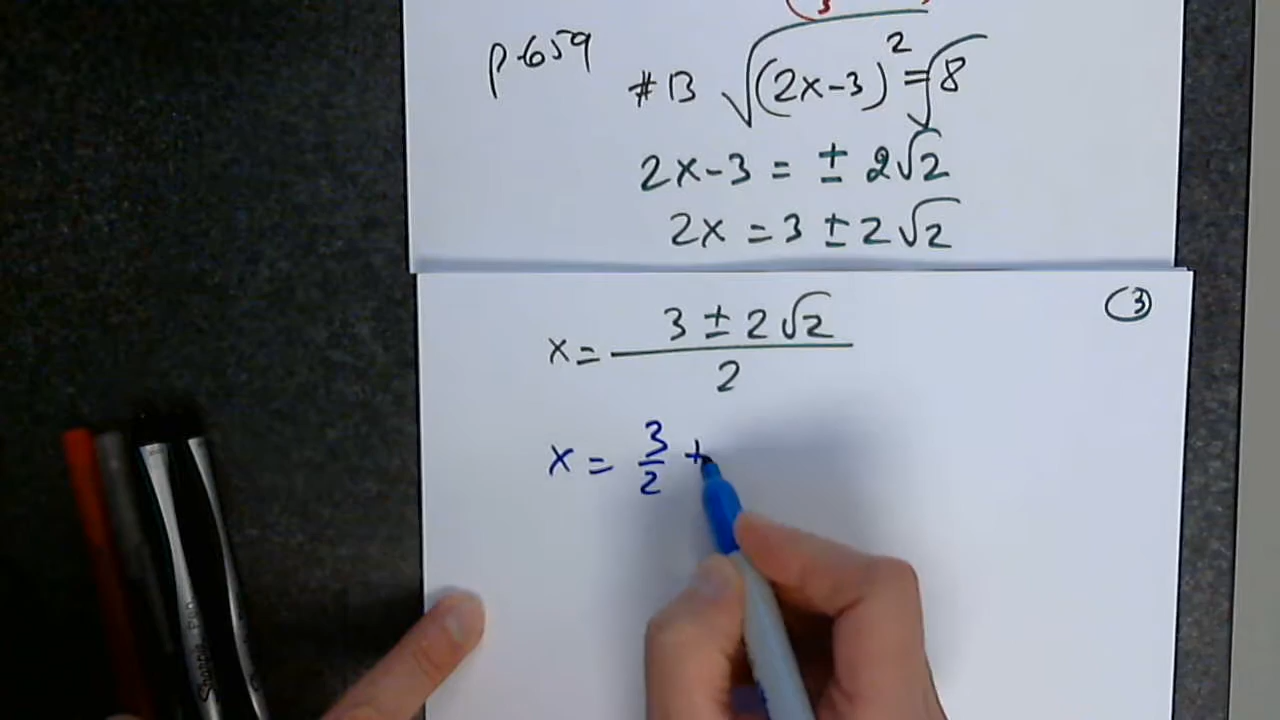 p.659
#13 √(2x-3)² = √8
2x-3 = ± 2√2
2x = 3 ± 2√2
3
x = (3 ± 2√2)/2
x = 3/2 +
Sharpie